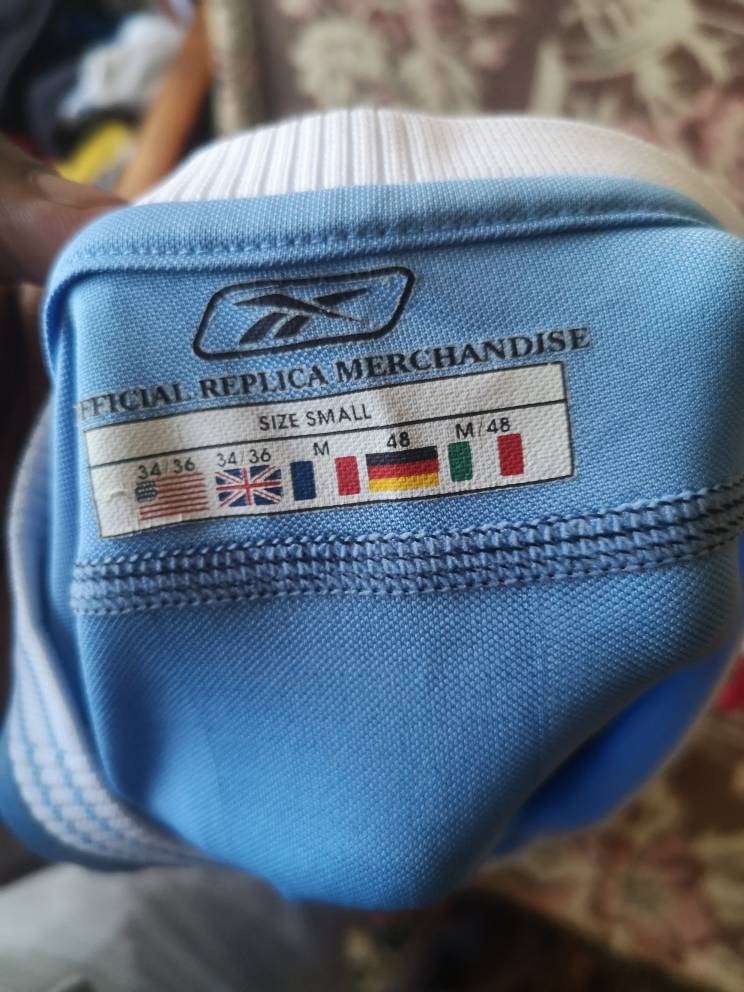 FFICIAL REPLICA MERCHANDISE
SIZE SMALL
34/36 34/36 M 48 M/48